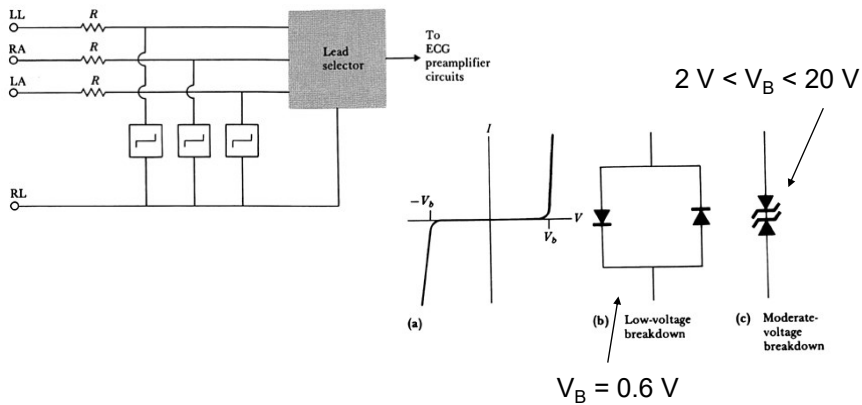 LL
R
RA
R
LA
R
Lead
selector
To
ECG
preamplifier
circuits
RL
2 V < V_B < 20 V
I
−V_b
V
V_b
(a)
(b) Low-voltage
breakdown
(c) Moderate-
voltage
breakdown
V_B = 0.6 V